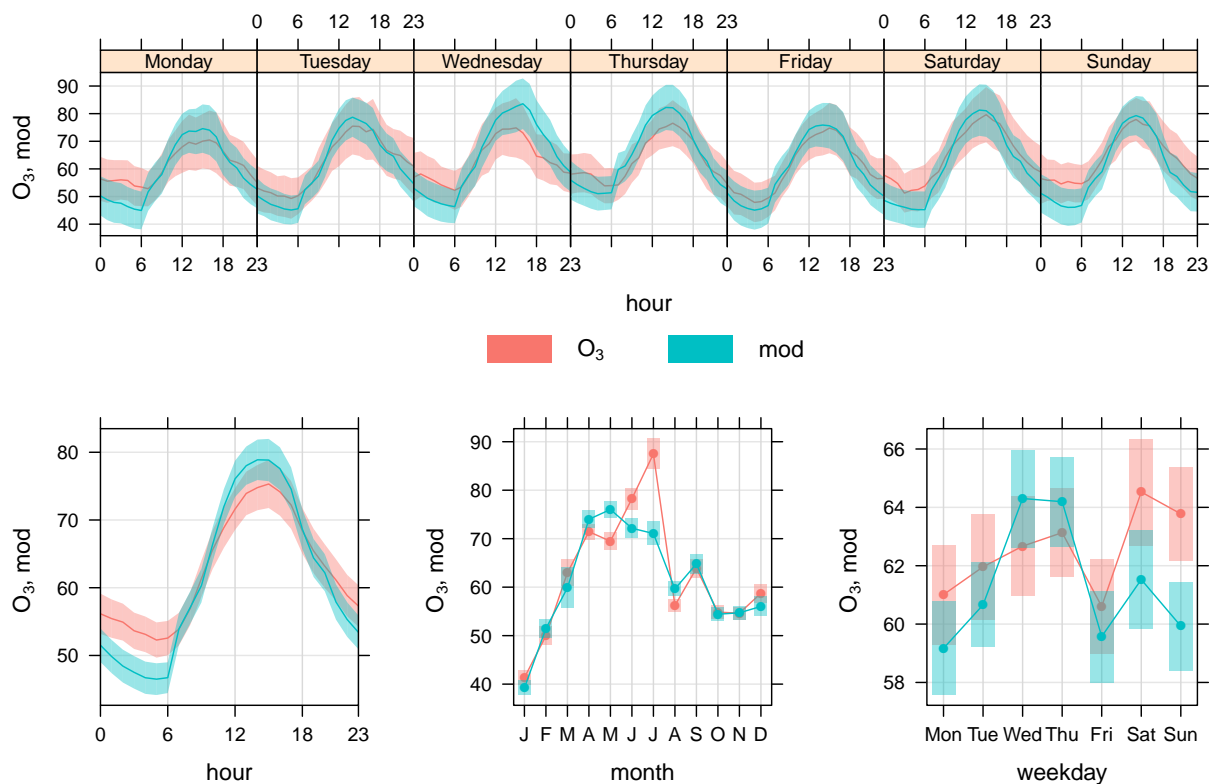 0 6 12 18 23 0 6 12 18 23 0 6 12 18 23
Monday Tuesday Wednesday Thursday Friday Saturday Sunday
O₃, mod
90
80
70
60
50
40
0 6 12 18 23 0 6 12 18 23 0 6 12 18 23 0 6 12 18 23
hour
O₃ mod
O₃, mod
80
70
60
50
0 6 12 18 23
hour
O₃, mod
90
80
70
60
50
40
J F M A M J J A S O N D
month
O₃, mod
66
64
62
60
58
Mon Tue Wed Thu Fri Sat Sun
weekday